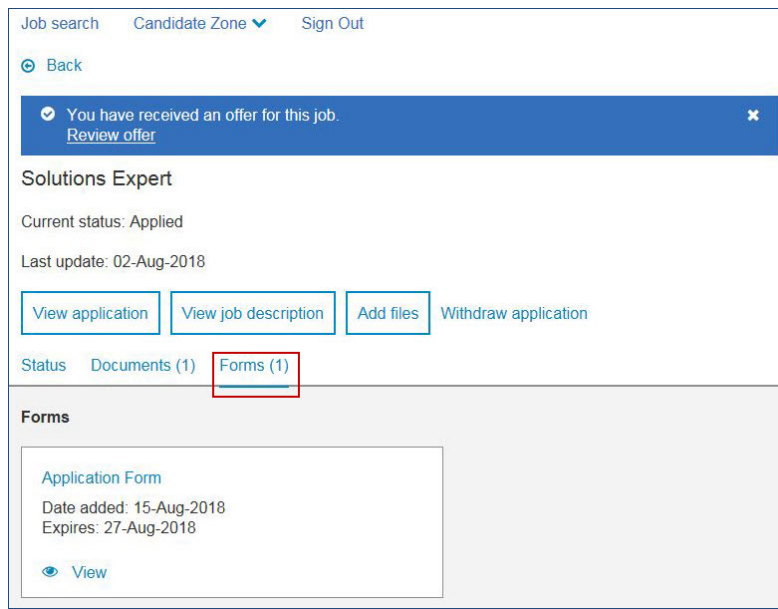 Job search Candidate Zone Sign Out
Back
You have received an offer for this job.
Review offer
Solutions Expert
Current status: Applied
Last update: 02-Aug-2018
View application View job description Add files Withdraw application
Status Documents (1) Forms (1)
Forms
Application Form
Date added: 15-Aug-2018
Expires: 27-Aug-2018
View